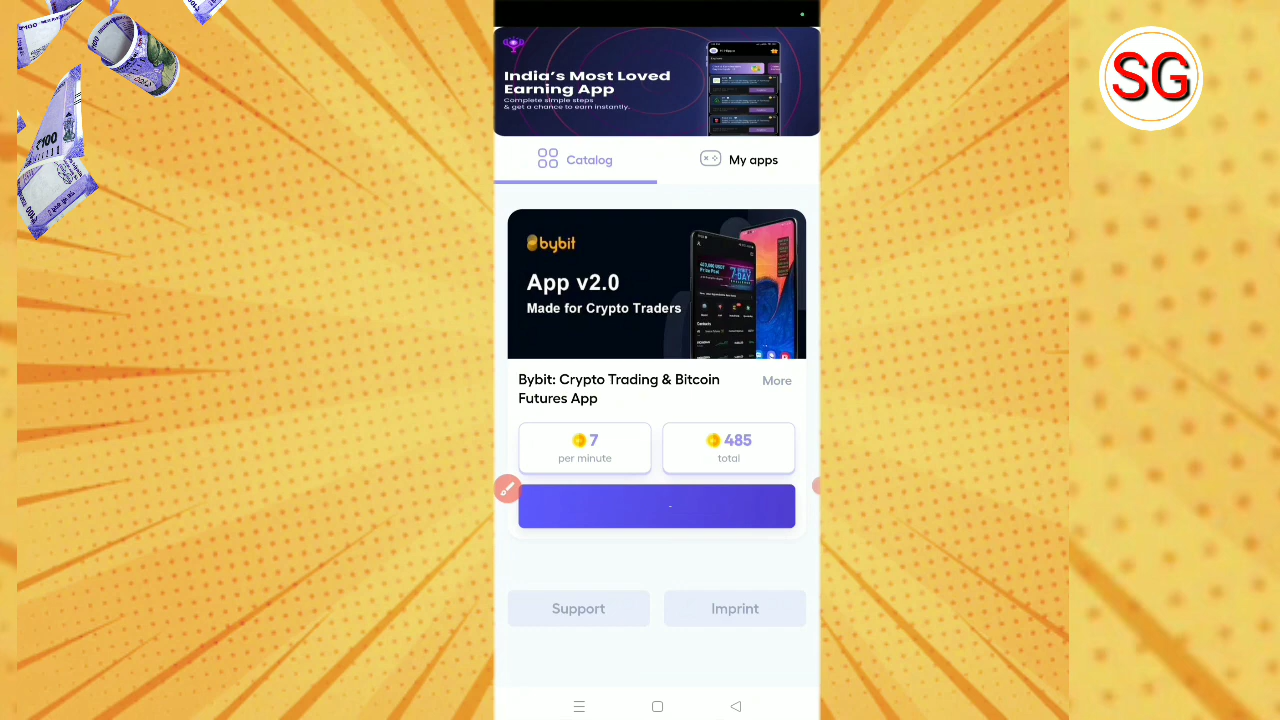 SG
India's Most Loved
Earning App
Complete simple steps
& get a chance to earn instantly.
Catalog
My apps
bybit
App v2.0
Made for Crypto Traders
Bybit: Crypto Trading & Bitcoin
Futures App
More
7
per minute
485
total
Support
Imprint
₹100